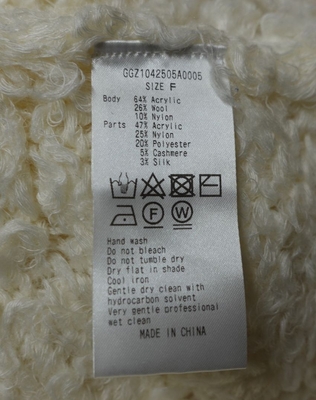 GGZ1042505A0005
SIZE F
Body 64% Acrylic
26% Wool
10% Nylon
Parts 47% Acrylic
25% Nylon
20% Polyester
5% Cashmere
3% Silk
F W
Hand wash
Do not bleach
Do not tumble dry
Dry flat in shade
Cool iron
Gentle dry clean with
hydrocarbon solvent
Very gentle professional
wet clean
MADE IN CHINA